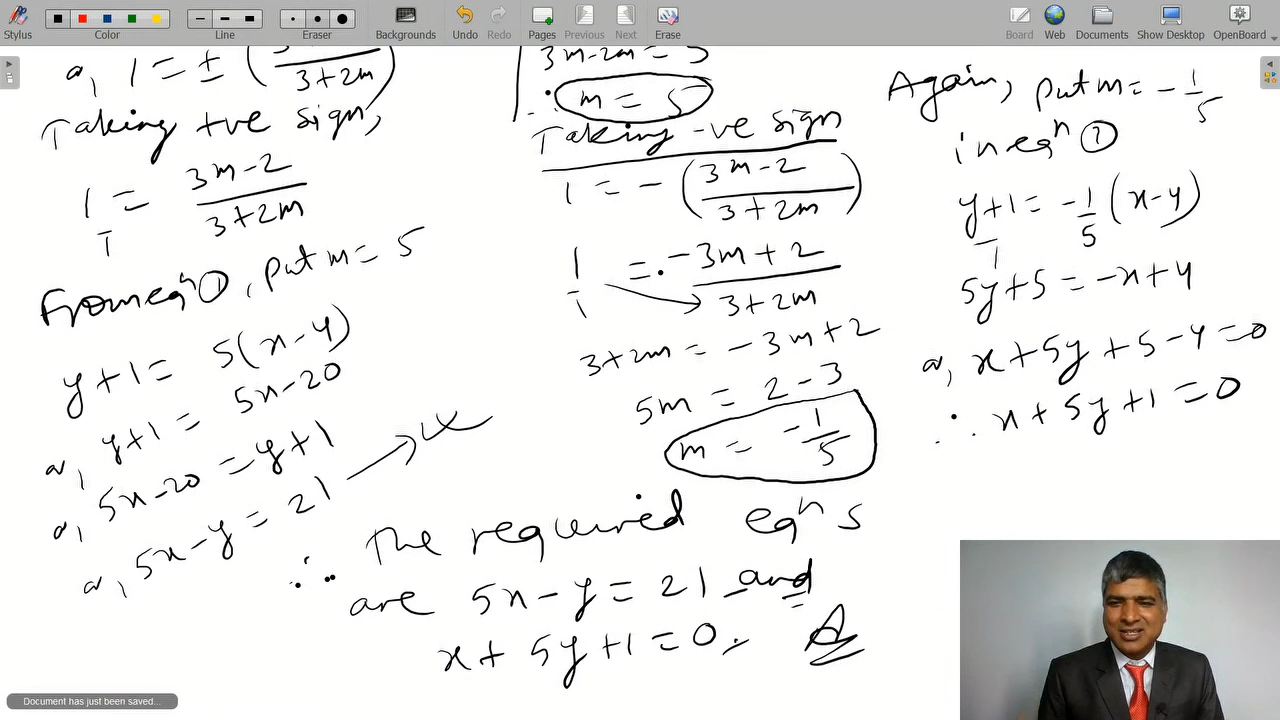 Stylus
Color
Line
Eraser
Backgrounds
Undo
Redo
Pages
Previous
Next
Erase
Board
Web
Documents
Show Desktop
OpenBoard
1 = ± ( / 3+2m )
Taking +ve sign,
1/1 = (3m-2)/(3+2m)
From eqⁿ ①, put m = 5
y+1 = 5(x-4)
or, y+1 = 5x-20
or, 5x-20 = y+1
or, 5x-y = 21 →
3m-2m = 5
∴ m = 5
Taking -ve sign
1 = - ( (3m-2)/(3+2m) )
1/1 = (-3m+2)/(3+2m)
3+2m = -3m+2
5m = 2-3
m = -1/5
Again, put m = -1/5
in eqⁿ ①
(y+1)/1 = -1/5 (x-4)
5y+5 = -x+4
or, x+5y+5-4 = 0
∴ x+5y+1 = 0
∴ The required eqⁿs
are 5x-y = 21 and
x+5y+1 = 0.
Document has just been saved...